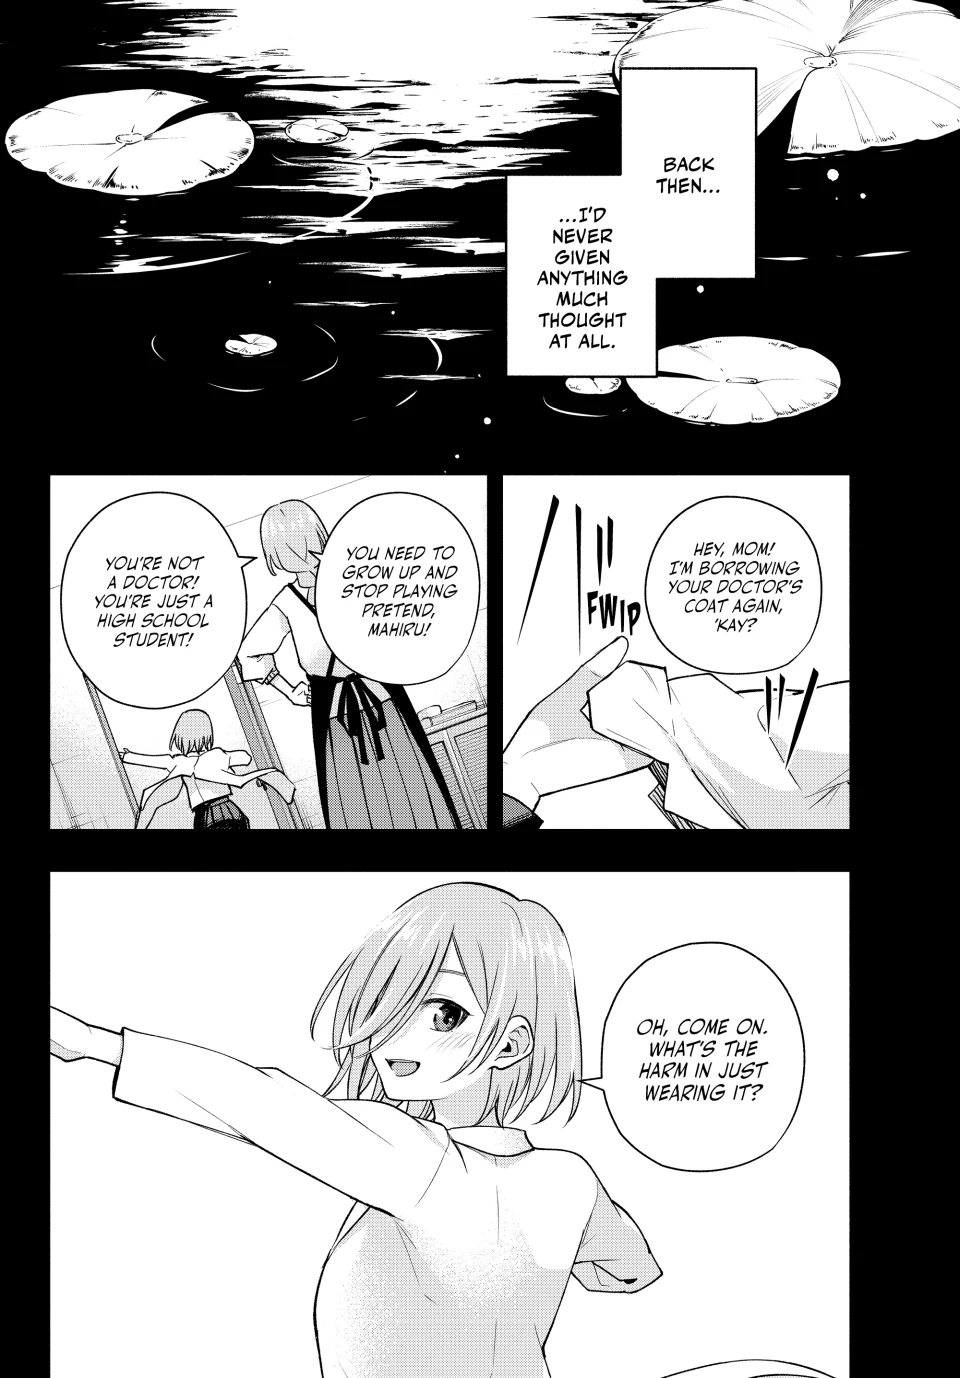 BACK
THEN...
...I'D
NEVER
GIVEN
ANYTHING
MUCH
THOUGHT
AT ALL.
HEY, MOM!
I'M BORROWING
YOUR DOCTOR'S
COAT AGAIN,
'KAY?
FWIP
YOU NEED TO
GROW UP AND
STOP PLAYING
PRETEND,
MAHIRU!
YOU'RE NOT
A DOCTOR!
YOU'RE JUST A
HIGH SCHOOL
STUDENT!
OH, COME ON.
WHAT'S THE
HARM IN JUST
WEARING IT?